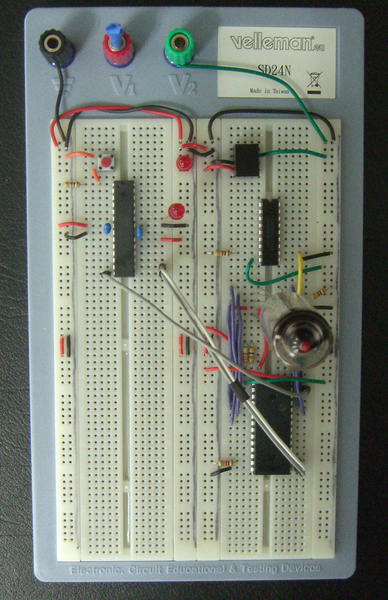 V1
V2
velleman.eu
SD24N
Made in Taiwan
Electronic, Circuit Educational & Testing Devices